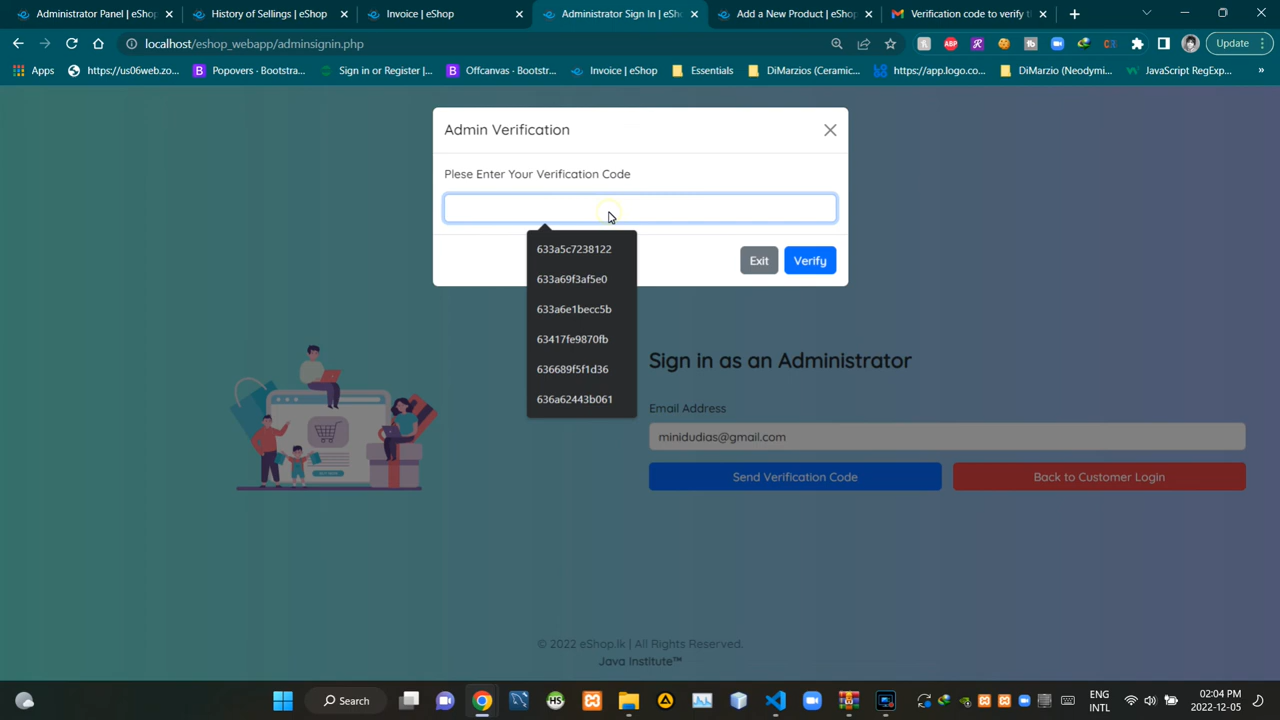 Administrator Panel | eShop
History of Sellings | eShop
Invoice | eShop
Administrator Sign In | eSh
Add a New Product | eShop
Verification code to verify t
localhost/eshop_webapp/adminsignin.php
Update
Apps
https://us06web.zo...
Popovers · Bootstra...
Sign in or Register |...
Offcanvas · Bootstr...
Invoice | eShop
Essentials
DiMarzios (Ceramic...
https://app.logo.co...
DiMarzio (Neodymi...
JavaScript RegExp...
»
Admin Verification
Plese Enter Your Verification Code
633a5c7238122
633a69f3af5e0
633a6e1becc5b
63417fe9870fb
636689f5f1d36
636a62443b061
Exit
Verify
Sign in as an Administrator
Email Address
minidudias@gmail.com
Send Verification Code
Back to Customer Login
© 2022 eShop.lk | All Rights Reserved.
Java Institute™
Search
ENG
INTL
02:04 PM
2022-12-05